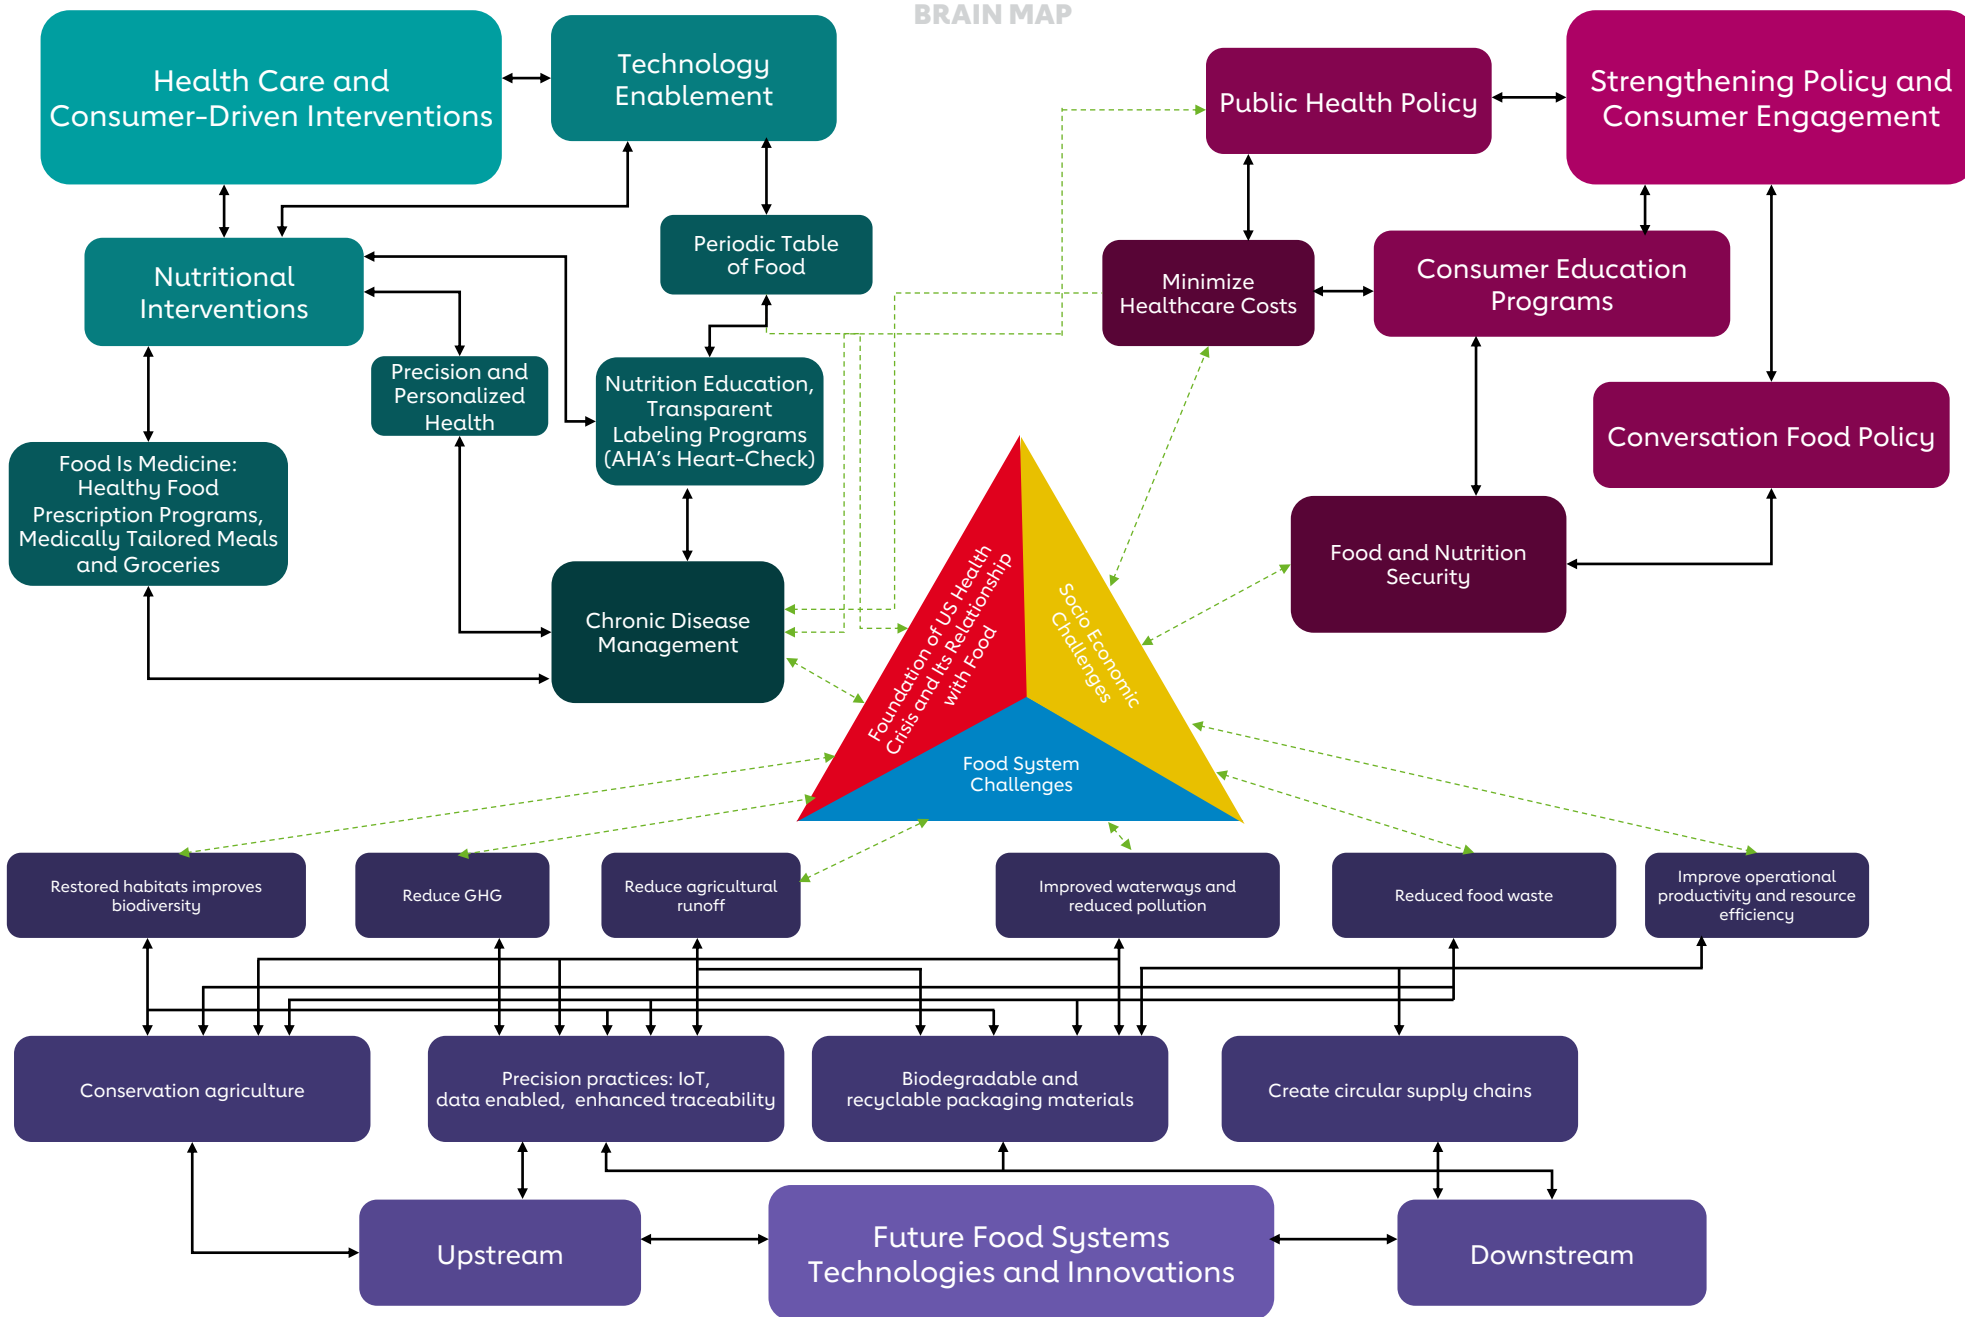 BRAIN MAP
Health Care and
Consumer-Driven Interventions
Technology
Enablement
Public Health Policy
Strengthening Policy and
Consumer Engagement
Nutritional
Interventions
Periodic Table
of Food
Minimize
Healthcare Costs
Consumer Education
Programs
Precision and
Personalized
Health
Nutrition Education,
Transparent
Labeling Programs
(AHA's Heart-Check)
Conversation Food Policy
Food Is Medicine:
Healthy Food
Prescription Programs,
Medically Tailored Meals
and Groceries
Food and Nutrition
Security
Chronic Disease
Management
Foundation of US Health
Crisis and Its Relationship
with Food
Socio Economic
Challenges
Food System
Challenges
Restored habitats improves
biodiversity
Reduce GHG
Reduce agricultural
runoff
Improved waterways and
reduced pollution
Reduced food waste
Improve operational
productivity and resource
efficiency
Conservation agriculture
Precision practices: IoT,
data enabled, enhanced traceability
Biodegradable and
recyclable packaging materials
Create circular supply chains
Upstream
Future Food Systems
Technologies and Innovations
Downstream